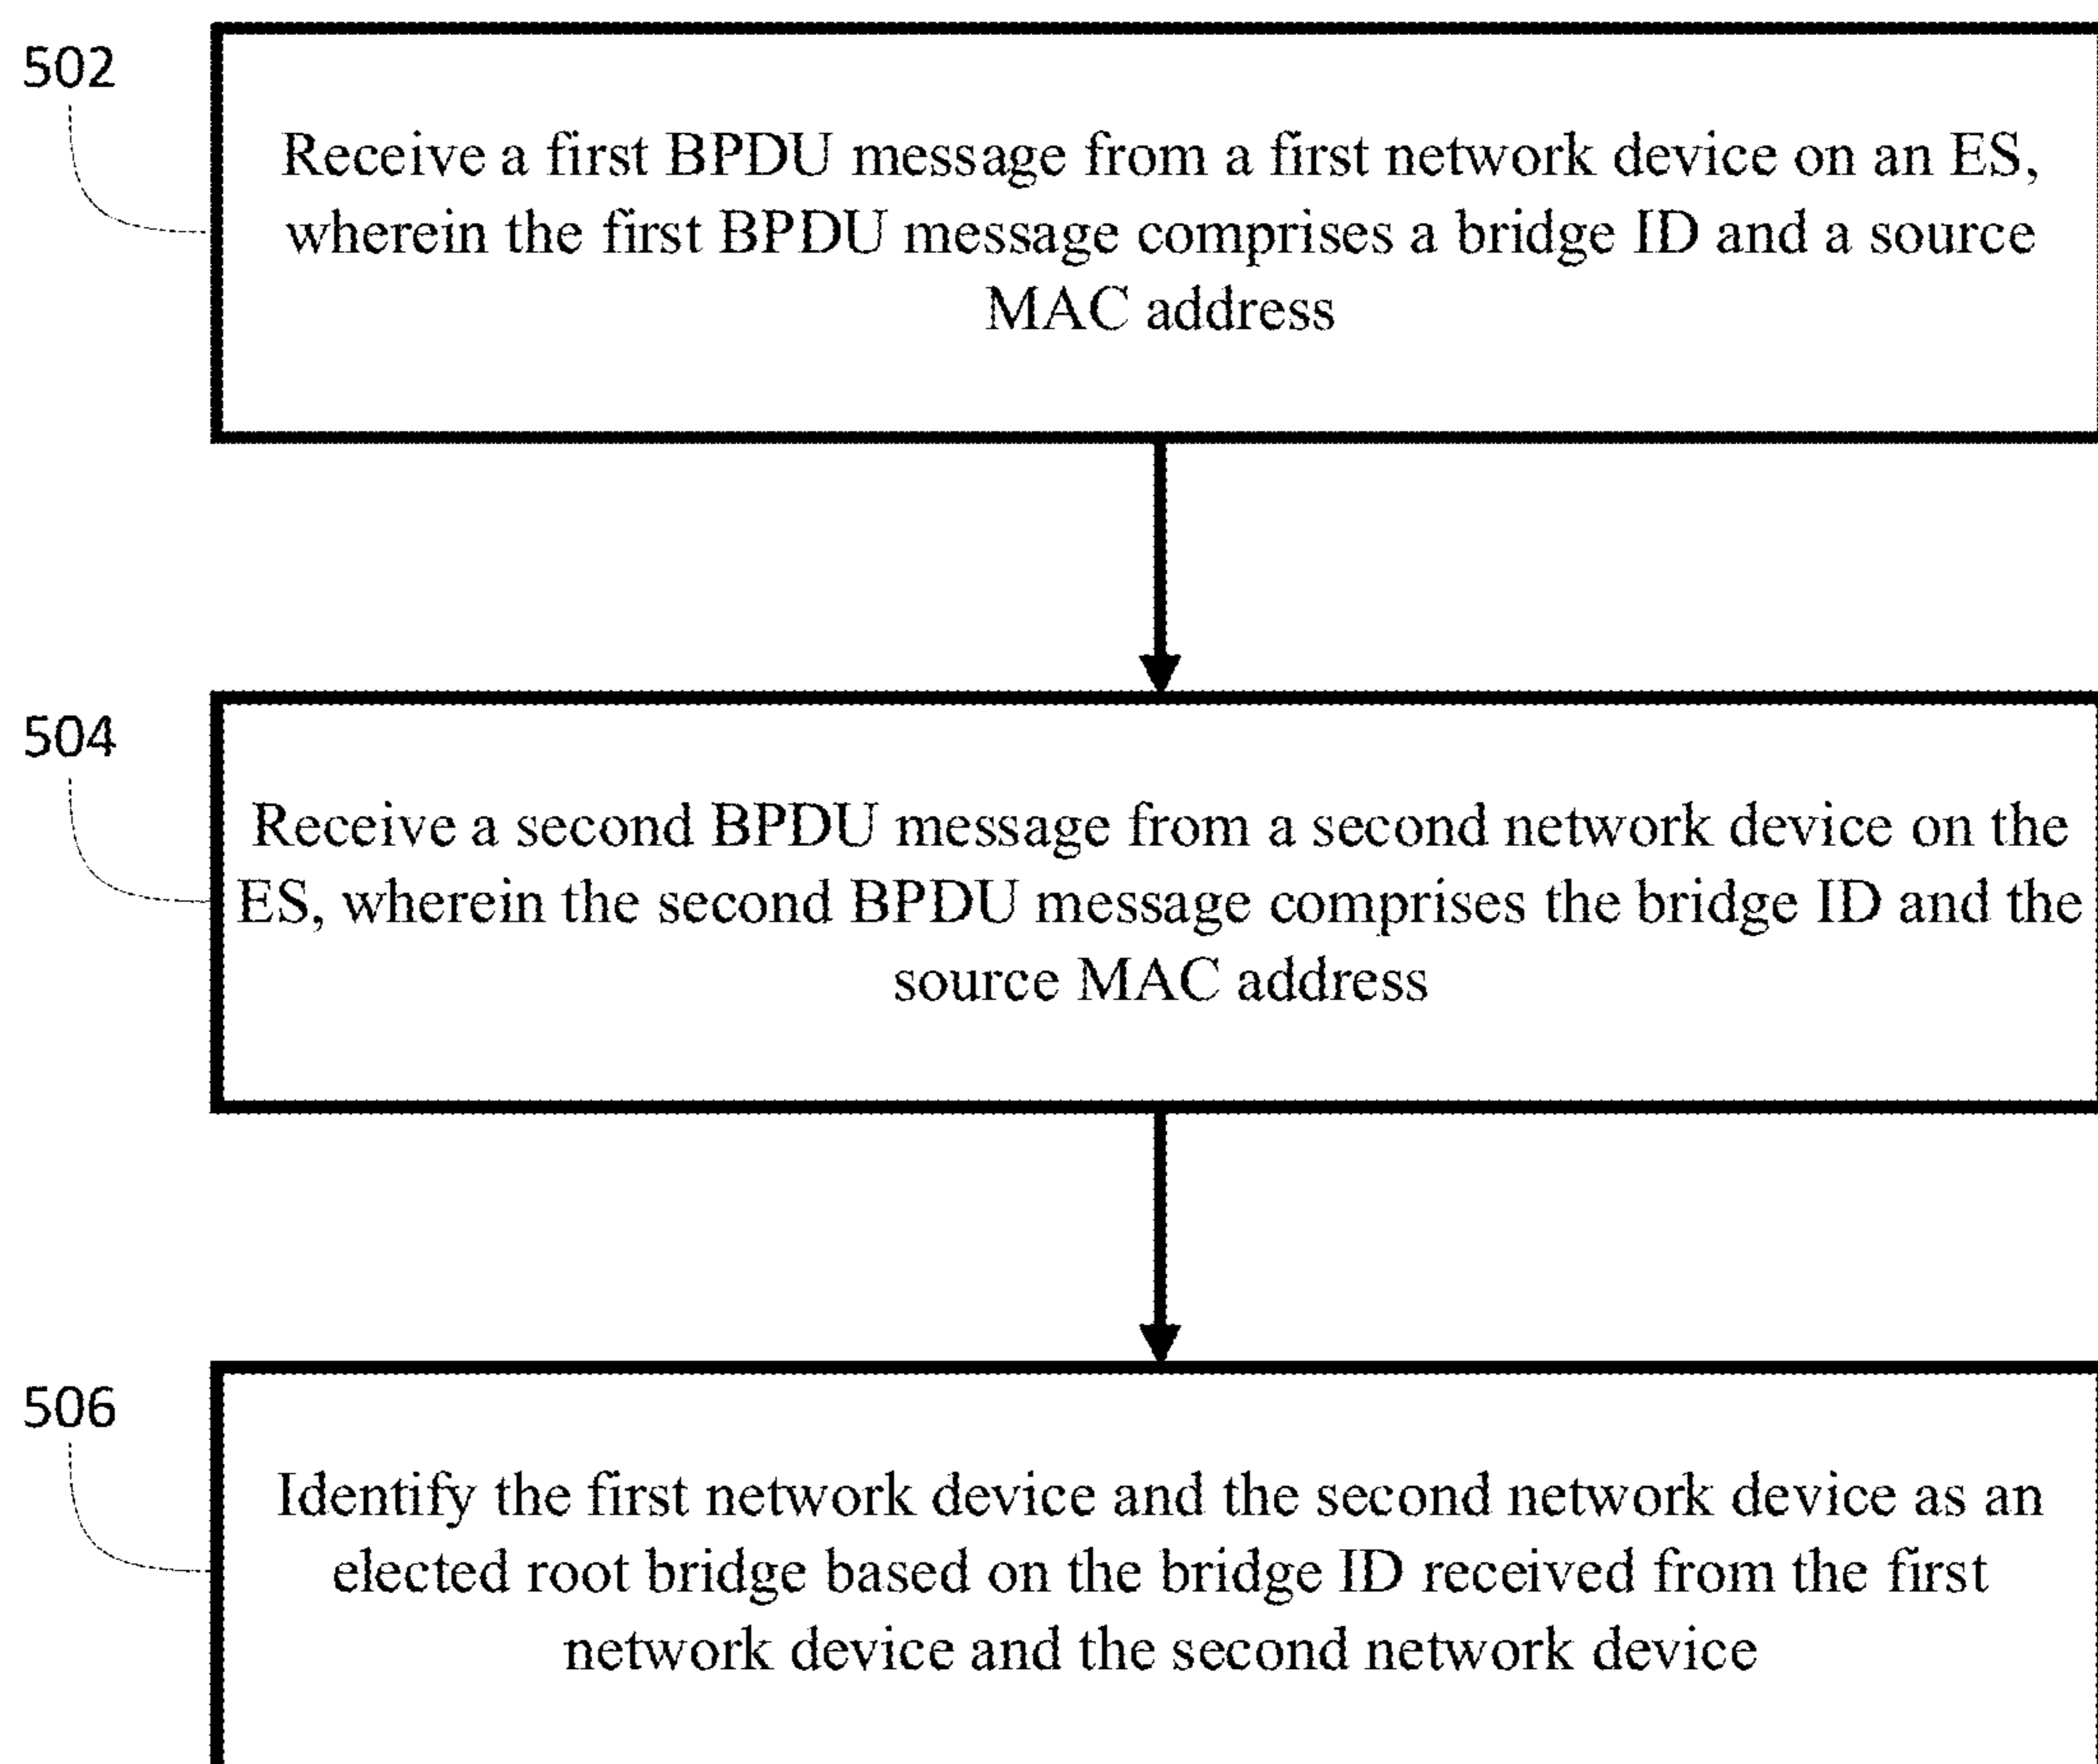 502
Receive a first BPDU message from a first network device on an ES,
wherein the first BPDU message comprises a bridge ID and a source
MAC address
504
Receive a second BPDU message from a second network device on the
ES, wherein the second BPDU message comprises the bridge ID and the
source MAC address
506
Identify the first network device and the second network device as an
elected root bridge based on the bridge ID received from the first
network device and the second network device